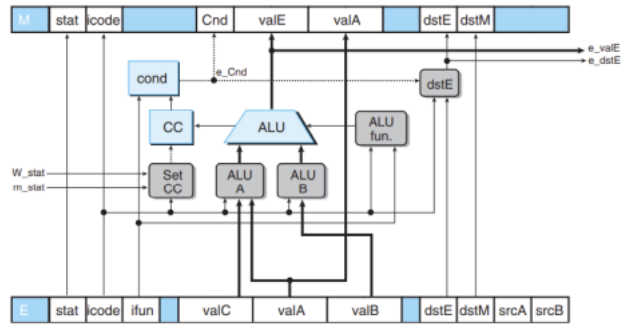 M stat icode Cnd valE valA dstE dstM
e_valE
e_dstE
e_Cnd
cond
dstE
CC
ALU
ALU
fun.
W_stat
m_stat
Set
CC
ALU
A
ALU
B
E stat icode ifun valC valA valB dstE dstM srcA srcB